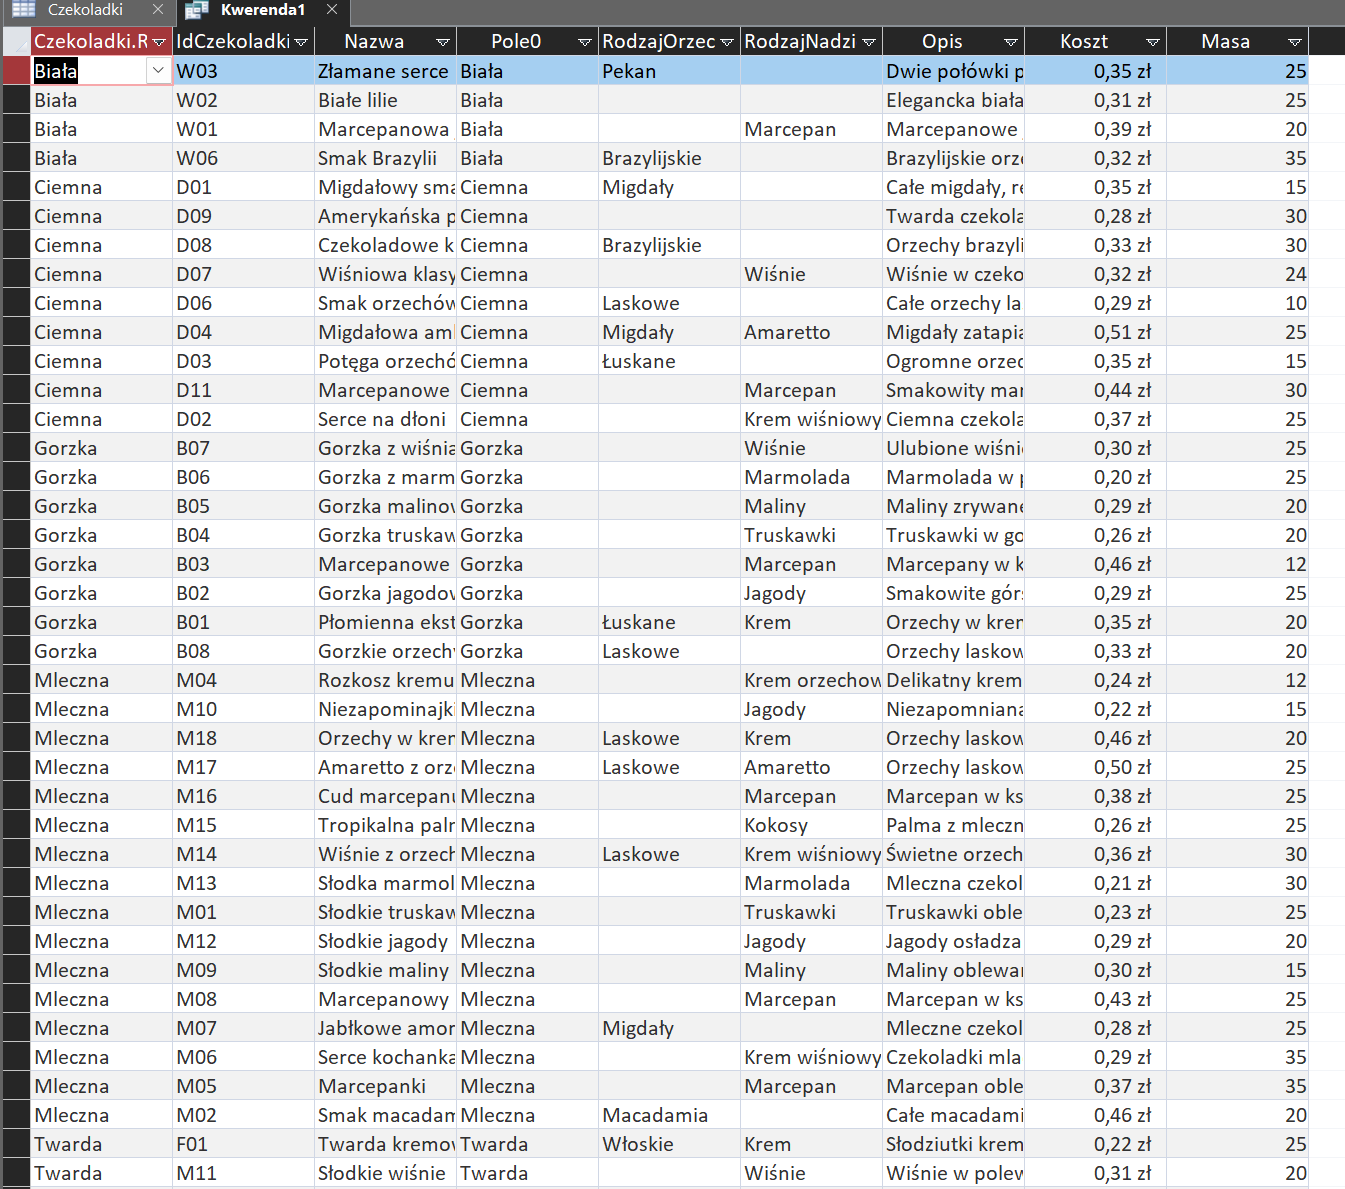 Czekoladki Kwerenda1
Czekoladki.R IdCzekoladki Nazwa Pole0 RodzajOrzec RodzajNadzi Opis Koszt Masa
Biała W03 Złamane serce Biała Pekan Dwie połówki p 0,35 zł 25
Biała W02 Białe lilie Biała Elegancka biała 0,31 zł 25
Biała W01 Marcepanowa Biała Marcepan Marcepanowe 0,39 zł 20
Biała W06 Smak Brazylii Biała Brazylijskie Brazylijskie orze 0,32 zł 35
Ciemna D01 Migdałowy sma Ciemna Migdały Całe migdały, re 0,35 zł 15
Ciemna D09 Amerykańska p Ciemna Twarda czekola 0,28 zł 30
Ciemna D08 Czekoladowe k Ciemna Brazylijskie Orzechy brazyli 0,33 zł 30
Ciemna D07 Wiśniowa klasy Ciemna Wiśnie Wiśnie w czeko 0,32 zł 24
Ciemna D06 Smak orzechów Ciemna Laskowe Całe orzechy la 0,29 zł 10
Ciemna D04 Migdałowa aml Ciemna Migdały Amaretto Migdały zatapia 0,51 zł 25
Ciemna D03 Potęga orzechó Ciemna Łuskane Ogromne orzec 0,35 zł 15
Ciemna D11 Marcepanowe Ciemna Marcepan Smakowity mar 0,44 zł 30
Ciemna D02 Serce na dłoni Ciemna Krem wiśniowy Ciemna czekola 0,37 zł 25
Gorzka B07 Gorzka z wiśnia Gorzka Wiśnie Ulubione wiśni 0,30 zł 25
Gorzka B06 Gorzka z marm Gorzka Marmolada Marmolada w p 0,20 zł 25
Gorzka B05 Gorzka malinov Gorzka Maliny Maliny zrywane 0,29 zł 20
Gorzka B04 Gorzka truskaw Gorzka Truskawki Truskawki w go 0,26 zł 20
Gorzka B03 Marcepanowe Gorzka Marcepan Marcepany w k 0,46 zł 12
Gorzka B02 Gorzka jagodov Gorzka Jagody Smakowite gór 0,29 zł 25
Gorzka B01 Płomienna ekst Gorzka Łuskane Krem Orzechy w krem 0,35 zł 20
Gorzka B08 Gorzkie orzechy Gorzka Laskowe Orzechy laskow 0,33 zł 20
Mleczna M04 Rozkosz kremu Mleczna Krem orzechow Delikatny krem 0,24 zł 12
Mleczna M10 Niezapominajki Mleczna Jagody Niezapomniana 0,22 zł 15
Mleczna M18 Orzechy w krem Mleczna Laskowe Krem Orzechy laskow 0,46 zł 20
Mleczna M17 Amaretto z orz Mleczna Laskowe Amaretto Orzechy laskow 0,50 zł 25
Mleczna M16 Cud marcepanu Mleczna Marcepan Marcepan w ks 0,38 zł 25
Mleczna M15 Tropikalna palm Mleczna Kokosy Palma z mleczn 0,26 zł 25
Mleczna M14 Wiśnie z orzech Mleczna Laskowe Krem wiśniowy Świetne orzech 0,36 zł 30
Mleczna M13 Słodka marmol Mleczna Marmolada Mleczna czekol 0,21 zł 30
Mleczna M01 Słodkie truskaw Mleczna Truskawki Truskawki oble 0,23 zł 25
Mleczna M12 Słodkie jagody Mleczna Jagody Jagody osładza 0,29 zł 20
Mleczna M09 Słodkie maliny Mleczna Maliny Maliny oblewar 0,30 zł 15
Mleczna M08 Marcepanowy Mleczna Marcepan Marcepan w ks 0,43 zł 25
Mleczna M07 Jabłkowe amor Mleczna Migdały Mleczne czekol 0,28 zł 25
Mleczna M06 Serce kochanka Mleczna Krem wiśniowy Czekoladki mla 0,29 zł 35
Mleczna M05 Marcepanki Mleczna Marcepan Marcepan oble 0,37 zł 35
Mleczna M02 Smak macadam Mleczna Macadamia Całe macadami 0,46 zł 20
Twarda F01 Twarda kremov Twarda Włoskie Krem Słodziutki krem 0,22 zł 25
Twarda M11 Słodkie wiśnie Twarda Wiśnie Wiśnie w polew 0,31 zł 20